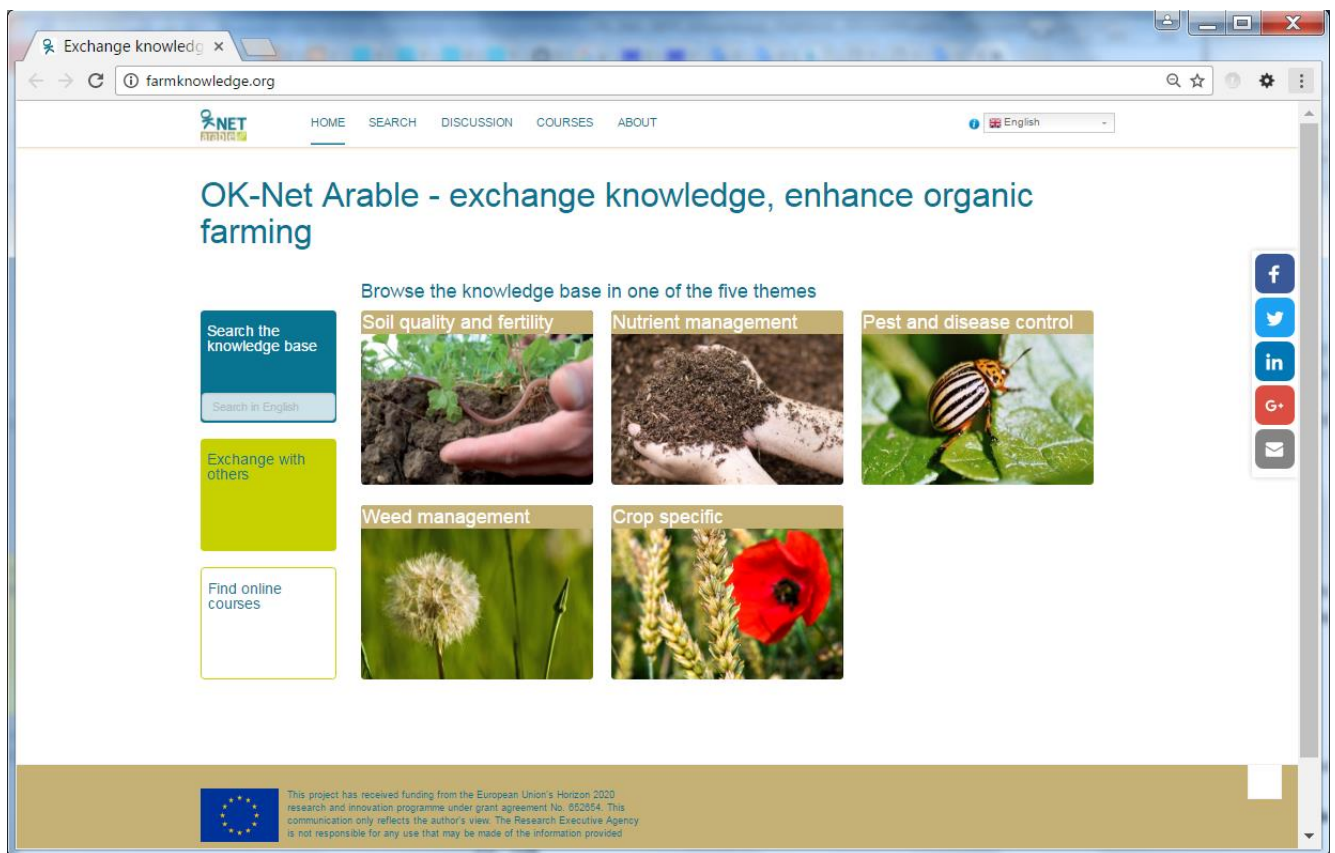 Exchange knowledg
farmknowledge.org
NET
arable
HOME SEARCH DISCUSSION COURSES ABOUT
English
OK-Net Arable - exchange knowledge, enhance organic
farming
Browse the knowledge base in one of the five themes
Search the
knowledge base
Search in English
Exchange with
others
Find online
courses
Soil quality and fertility
Nutrient management
Pest and disease control
Weed management
Crop specific
f
in
G+
This project has received funding from the European Union's Horizon 2020
research and innovation programme under grant agreement No. 652654. This
communication only reflects the author's view. The Research Executive Agency
is not responsible for any use that may be made of the information provided